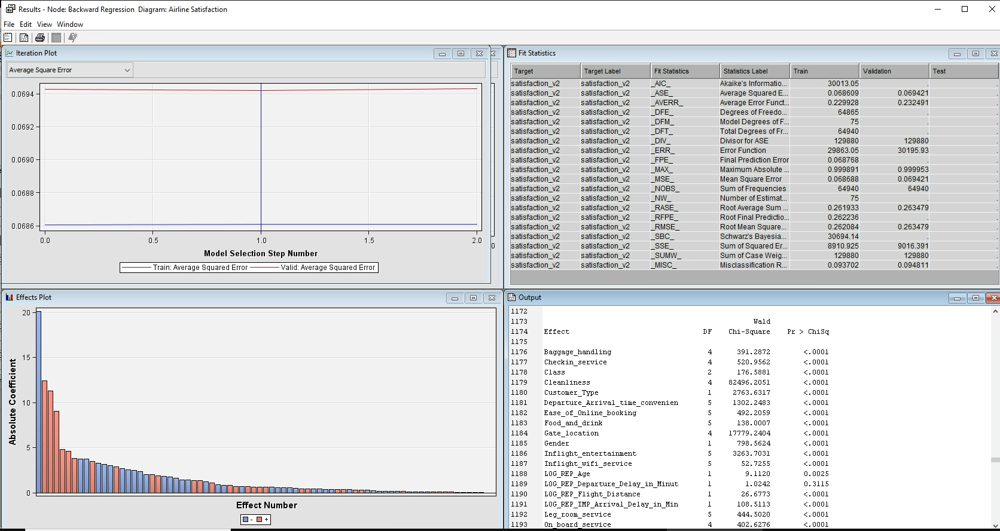 Results - Node: Backward Regression  Diagram: Airline Satisfaction
File Edit View Window
Iteration Plot
Average Square Error
0.0694
0.0692
0.0690
0.0688
0.0686
0.0 0.5 1.0 1.5 2.0
0
Model Selection Step Number
Train: Average Squared Error Valid: Average Squared Error
Fit Statistics
Target Target Label Fit Statistics Statistics Label Train Validation Test
satisfaction_v2 satisfaction_v2 _AIC_ Akaike's Informatio... 30013.05 . .
satisfaction_v2 satisfaction_v2 _ASE_ Average Squared E... 0.068609 0.069421 .
satisfaction_v2 satisfaction_v2 _AVERR_ Average Error Funct... 0.229928 0.232491 .
satisfaction_v2 satisfaction_v2 _DFE_ Degrees of Freedo... 64865 . .
satisfaction_v2 satisfaction_v2 _DFM_ Model Degrees of F... 75 . .
satisfaction_v2 satisfaction_v2 _DFT_ Total Degrees of Fr... 64940 . .
satisfaction_v2 satisfaction_v2 _DIV_ Divisor for ASE 129880 129880 .
satisfaction_v2 satisfaction_v2 _ERR_ Error Function 29863.05 30195.93 .
satisfaction_v2 satisfaction_v2 _FPE_ Final Prediction Error 0.068768 . .
satisfaction_v2 satisfaction_v2 _MAX_ Maximum Absolute ... 0.999891 0.999953 .
satisfaction_v2 satisfaction_v2 _MSE_ Mean Square Error 0.068688 0.069421 .
satisfaction_v2 satisfaction_v2 _NOBS_ Sum of Frequencies 64940 64940 .
satisfaction_v2 satisfaction_v2 _NW_ Number of Estimat... 75 . .
satisfaction_v2 satisfaction_v2 _RASE_ Root Average Sum ... 0.261933 0.263479 .
satisfaction_v2 satisfaction_v2 _RFPE_ Root Final Predictio... 0.262236 . .
satisfaction_v2 satisfaction_v2 _RMSE_ Root Mean Square... 0.262084 0.263479 .
satisfaction_v2 satisfaction_v2 _SBC_ Schwarz's Bayesia... 30694.14 . .
satisfaction_v2 satisfaction_v2 _SSE_ Sum of Squared Er... 8910.925 9016.391 .
satisfaction_v2 satisfaction_v2 _SUMW_ Sum of Case Weig... 129880 129880 .
satisfaction_v2 satisfaction_v2 _MISC_ Misclassification R... 0.093702 0.094811 .
Effects Plot
Absolute Coefficient
20
15
10
5
0
Effect Number
- +
Output
1172
1173 Wald
1174 Effect DF Chi-Square Pr > ChiSq
1175
1176 Baggage_handling 4 391.2872 <.0001
1177 Checkin_service 4 520.9562 <.0001
1178 Class 2 176.5881 <.0001
1179 Cleanliness 4 82496.2051 <.0001
1180 Customer_Type 1 2763.6317 <.0001
1181 Departure_Arrival_time_convenien 5 1302.2483 <.0001
1182 Ease_of_Online_booking 5 492.2059 <.0001
1183 Food_and_drink 5 138.0007 <.0001
1184 Gate_location 4 17779.2404 <.0001
1185 Gender 1 798.5624 <.0001
1186 Inflight_entertainment 5 3263.7031 <.0001
1187 Inflight_wifi_service 5 52.7255 <.0001
1188 LOG_REP_Age 1 9.1120 0.0025
1189 LOG_REP_Departure_Delay_in_Minut 1 1.0242 0.3115
1190 LOG_REP_Flight_Distance 1 26.6773 <.0001
1191 LOG_REP_IMP_Arrival_Delay_in_Min 1 108.5113 <.0001
1192 Leg_room_service 5 444.5020 <.0001
1193 On_board_service 4 402.6276 <.0001